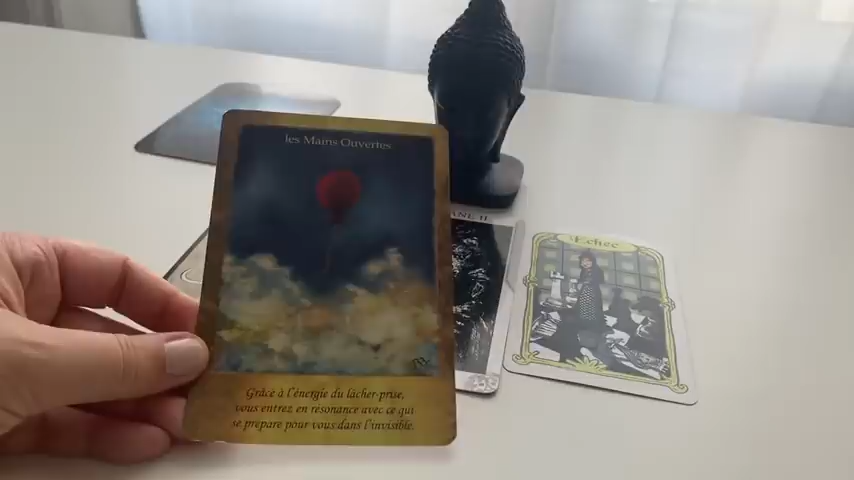 les Mains Ouvertes
Grâce à l'énergie du lâcher-prise,
vous entrez en résonance avec ce qui
se prépare pour vous dans l'invisible.
Echec